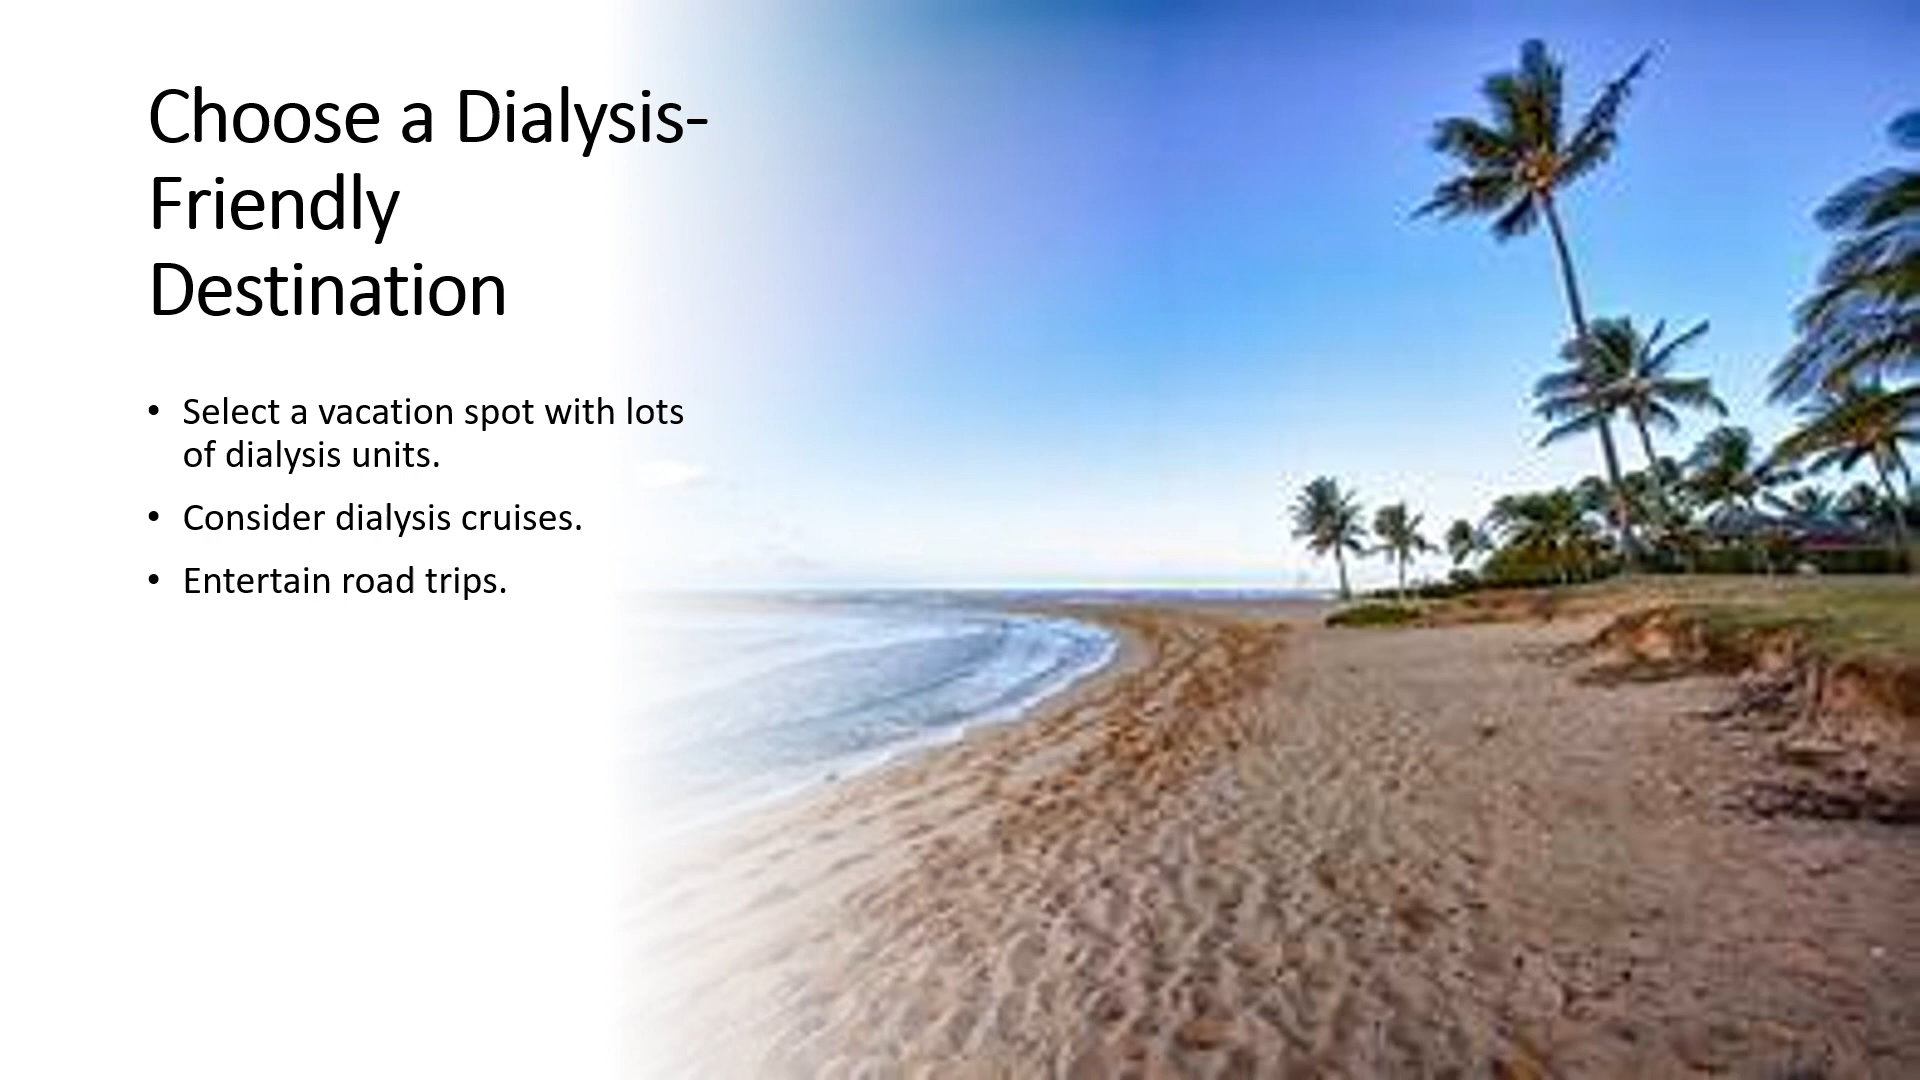 Choose a Dialysis-
Friendly
Destination
• Select a vacation spot with lots
of dialysis units.
• Consider dialysis cruises.
• Entertain road trips.